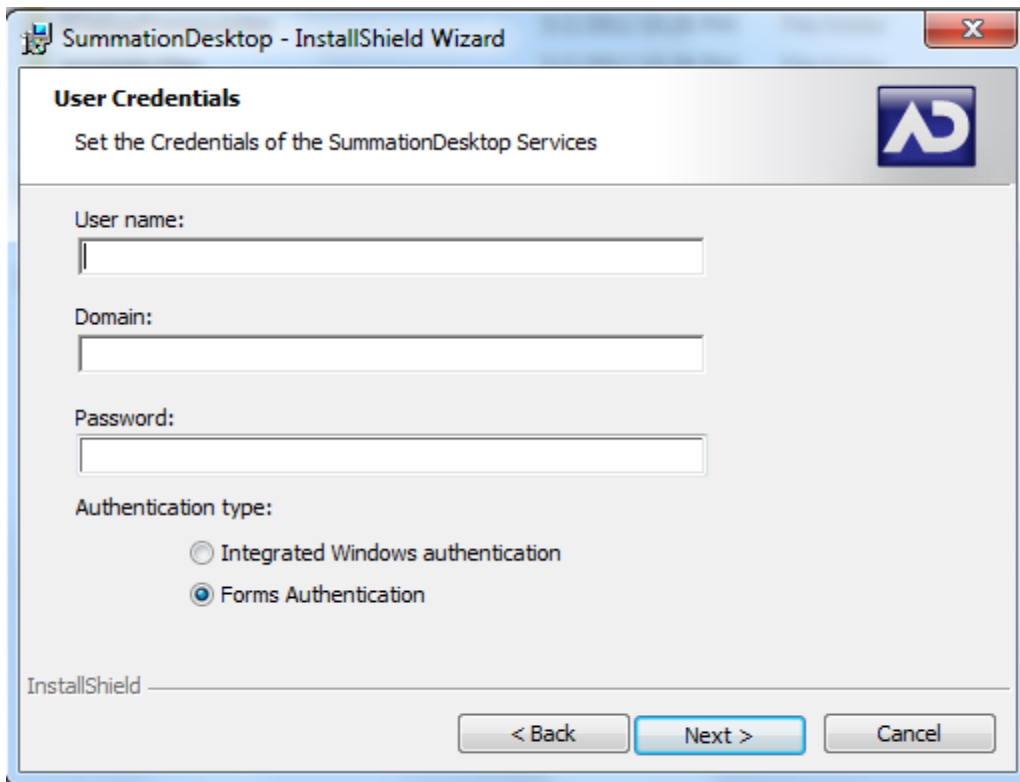 SummationDesktop - InstallShield Wizard
User Credentials
Set the Credentials of the SummationDesktop Services
User name:
Domain:
Password:
Authentication type:
Integrated Windows authentication
Forms Authentication
InstallShield
< Back Next > Cancel